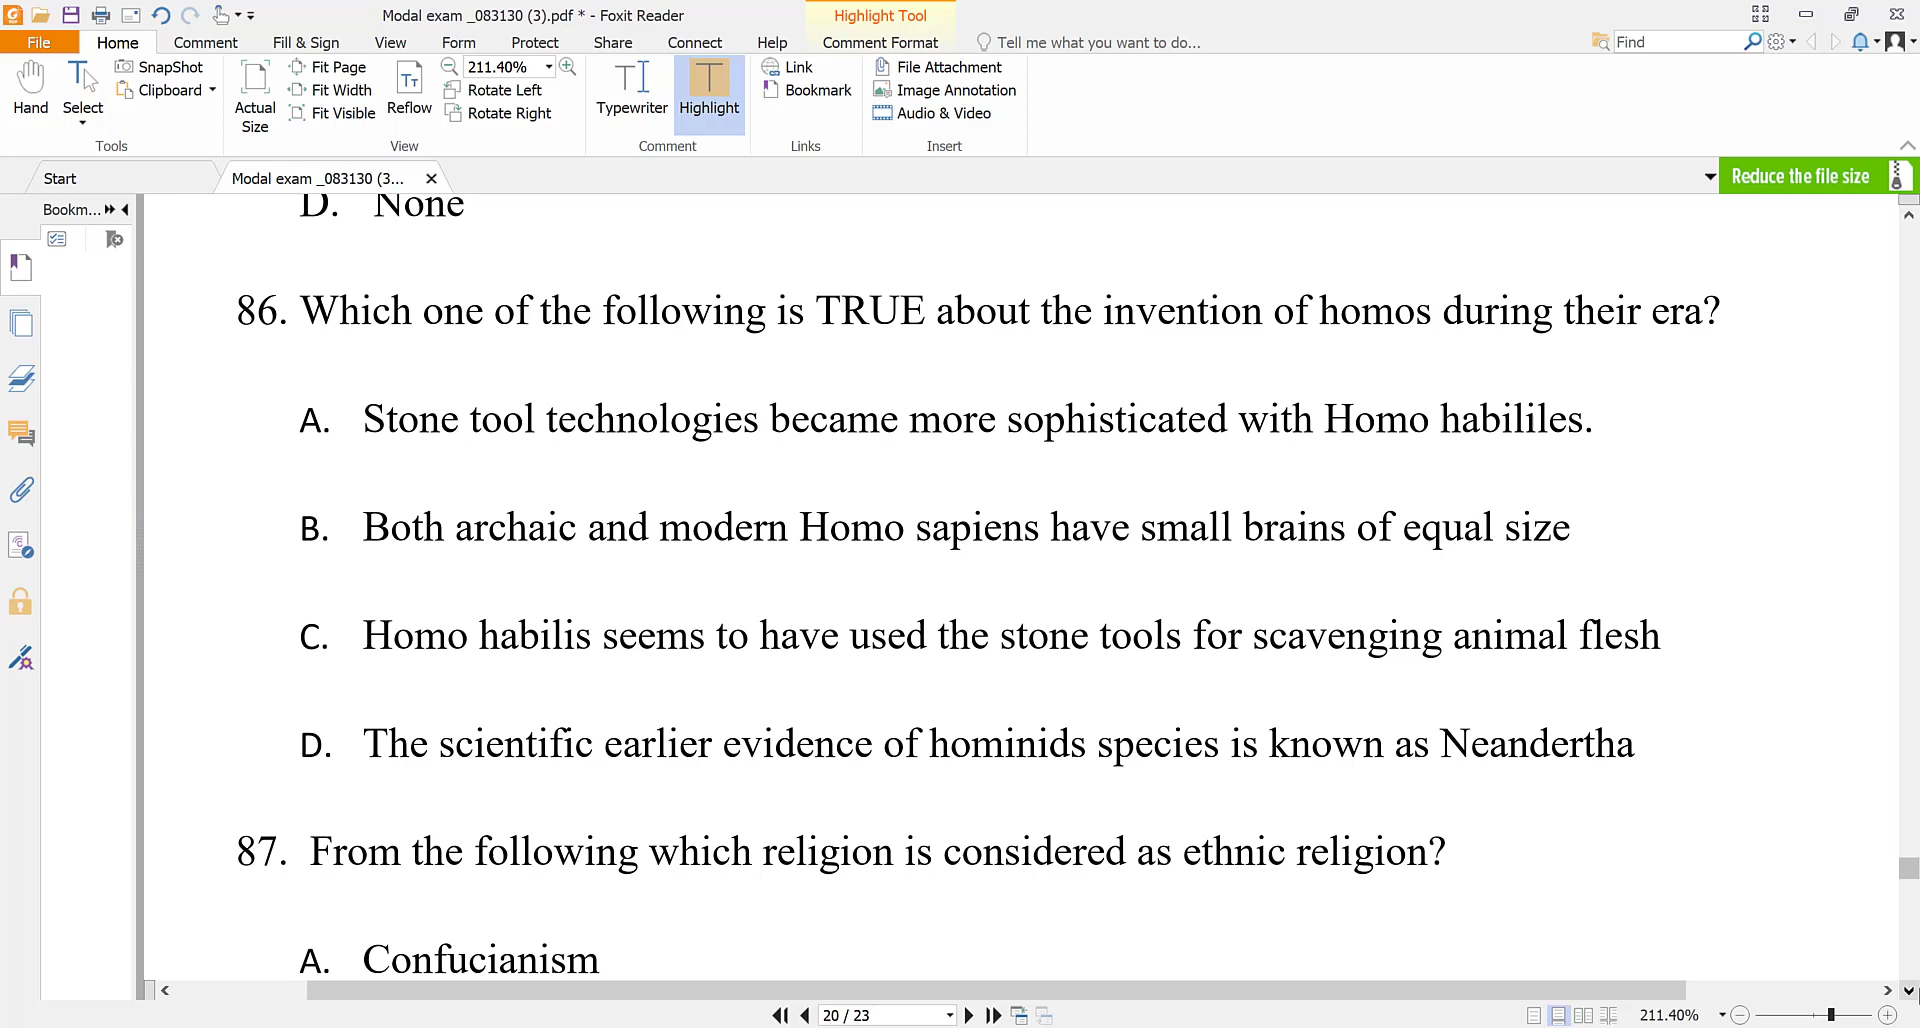 Modal exam _083130 (3).pdf * - Foxit Reader
Highlight Tool
File Home Comment Fill & Sign View Form Protect Share Connect Help Comment Format Tell me what you want to do... Find
SnapShot Fit Page 211.40% Link File Attachment
Clipboard Fit Width Rotate Left Bookmark Image Annotation
Hand Select Actual Size Fit Visible Reflow Rotate Right Typewriter Highlight Audio & Video
Tools View Comment Links Insert
Start Modal exam _083130 (3... Reduce the file size
Bookm...
D. None
86. Which one of the following is TRUE about the invention of homos during their era?
A. Stone tool technologies became more sophisticated with Homo habililes.
B. Both archaic and modern Homo sapiens have small brains of equal size
C. Homo habilis seems to have used the stone tools for scavenging animal flesh
D. The scientific earlier evidence of hominids species is known as Neandertha
87. From the following which religion is considered as ethnic religion?
A. Confucianism
20 / 23 211.40%